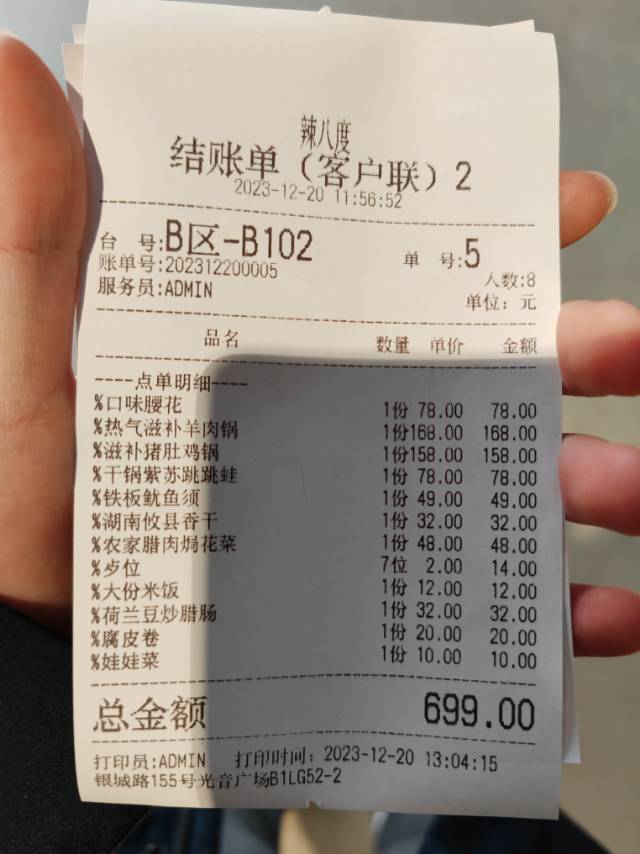 辣八度
结账单（客户联）2
2023-12-20 11:56:52
台 号:B区-B102 单 号:5
账单号:202312200005 人数:8
服务员:ADMIN 单位：元
品名 数量 单价 金额
----点单明细----
%口味腰花 1份 78.00 78.00
%热气滋补羊肉锅 1份168.00 168.00
%滋补猪肚鸡锅 1份158.00 158.00
%干锅紫苏跳跳蛙 1份 78.00 78.00
%铁板鱿鱼须 1份 49.00 49.00
%湖南攸县香干 1份 32.00 32.00
%农家腊肉焗花菜 1份 48.00 48.00
%歺位 7位 2.00 14.00
%大份米饭 1份 12.00 12.00
%荷兰豆炒腊肠 1份 32.00 32.00
%腐皮卷 1份 20.00 20.00
%娃娃菜 1份 10.00 10.00
总金额 699.00
打印员:ADMIN 打印时间：2023-12-20 13:04:15
银城路155号光音广场B1LG52-2